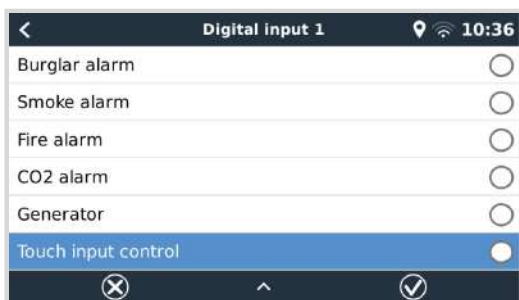 Digital input 1 10:36
Burglar alarm
Smoke alarm
Fire alarm
CO2 alarm
Generator
Touch input control